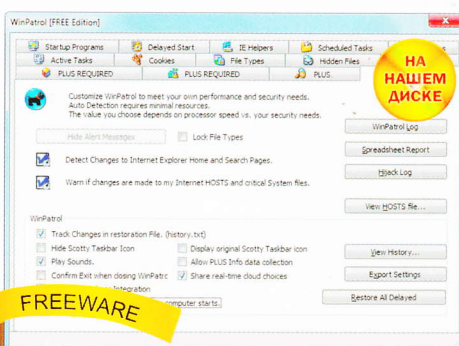 WinPatrol [FREE Edition]
Startup Programs Delayed Start IE Helpers Scheduled Tasks
Active Tasks Cookies File Types Hidden Files
PLUS REQUIRED PLUS REQUIRED PLUS
НА
НАШЕМ
ДИСКЕ
Customize WinPatrol to meet your own performance and security needs.
Auto Detection requires minimal resources.
The value you choose depends on processor speed vs. your security needs.
Hide Alert Messages Lock File Types
WinPatrol Log
Spreadsheet Report
Detect Changes to Internet Explorer Home and Search Pages.
Hijack Log
Warn if changes are made to my Internet HOSTS and critical System files.
View HOSTS file...
WinPatrol
Track Changes in restoration File. (history.txt)
Hide Scotty Taskbar Icon Display original Scotty Taskbar icon
View History...
Play Sounds. Allow PLUS Info data collection
Confirm Exit when closing WinPatrc Share real-time cloud choices
Export Settings
Integration
computer starts.
Restore All Delayed
FREEWARE